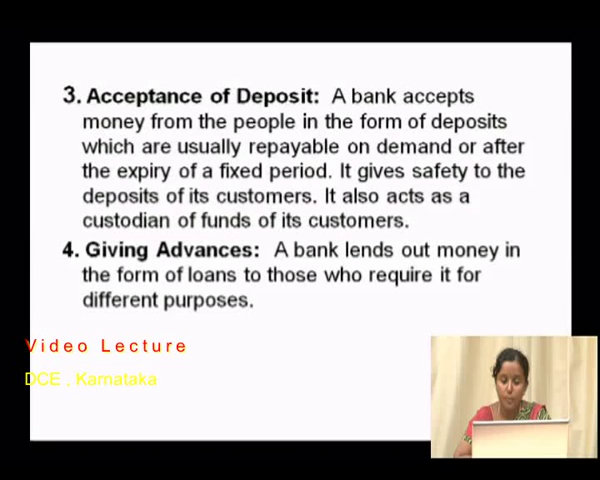 3. Acceptance of Deposit: A bank accepts
money from the people in the form of deposits
which are usually repayable on demand or after
the expiry of a fixed period. It gives safety to the
deposits of its customers. It also acts as a
custodian of funds of its customers.
4. Giving Advances: A bank lends out money in
the form of loans to those who require it for
different purposes.
Video Lecture
DCE , Karnataka